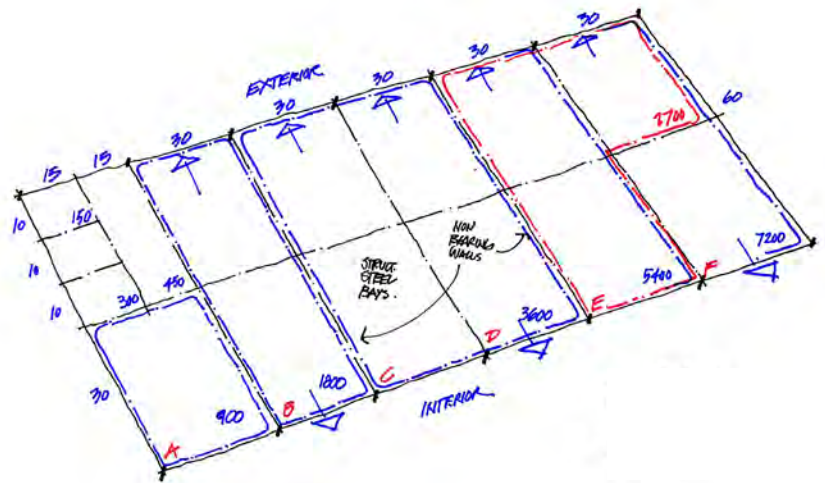 30
30
EXTERIOR
30
30
60
30
30
15
15
10
150
10
10
300
450
2700
NON
BEARING
WALLS
STRUCT.
STEEL
BAYS.
7200
F
5400
E
3600
D
30
C
1800
INTERIOR
B
900
A